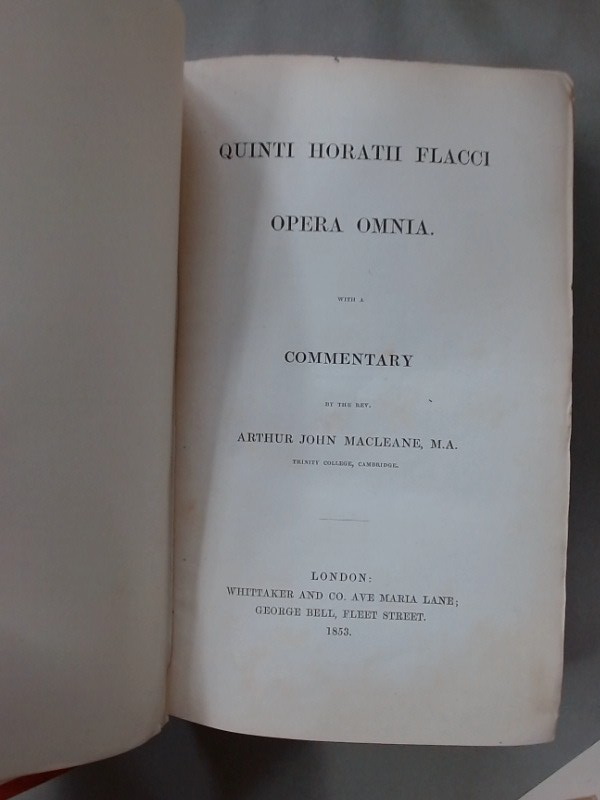 QUINTI HORATII FLACCI
OPERA OMNIA.
WITH A
COMMENTARY
BY THE REV.
ARTHUR JOHN MACLEANE, M.A.
TRINITY COLLEGE, CAMBRIDGE.
LONDON:
WHITTAKER AND CO. AVE MARIA LANE;
GEORGE BELL, FLEET STREET.
1853.